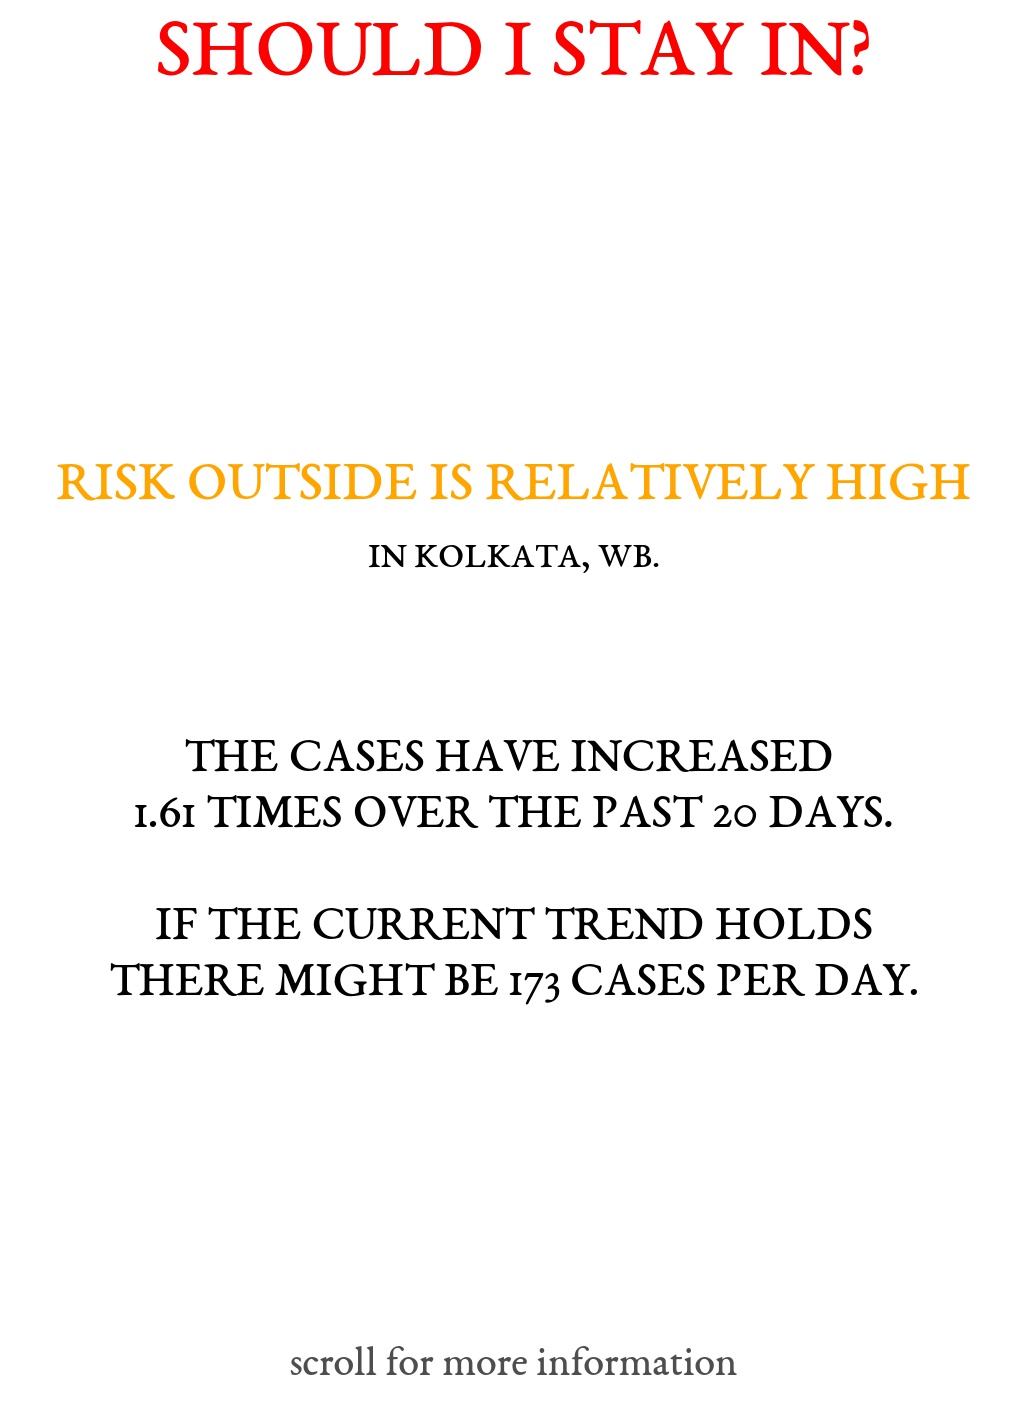 SHOULD I STAY IN?
RISK OUTSIDE IS RELATIVELY HIGH
IN KOLKATA, WB.
THE CASES HAVE INCREASED
1.61 TIMES OVER THE PAST 20 DAYS.
IF THE CURRENT TREND HOLDS
THERE MIGHT BE 173 CASES PER DAY.
scroll for more information